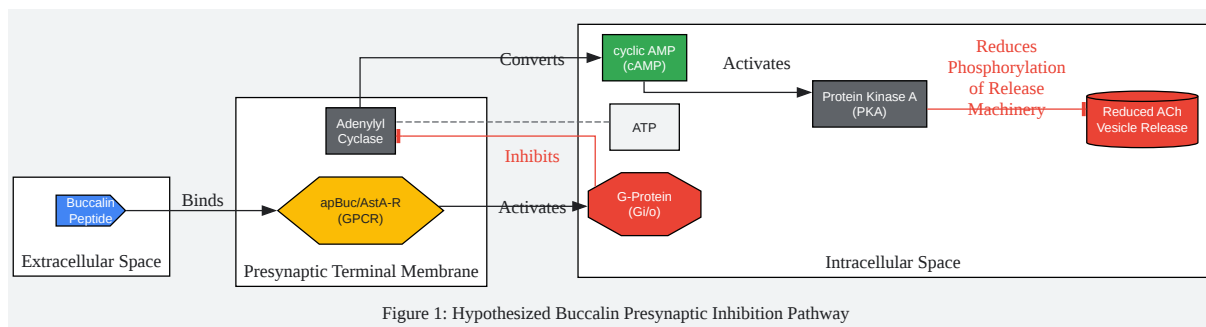 Buccalin
Peptide
Extracellular Space
Binds
Adenylyl
Cyclase
apBuc/AstA-R
(GPCR)
Presynaptic Terminal Membrane
Converts
Inhibits
Activates
cyclic AMP
(cAMP)
ATP
G-Protein
(Gi/o)
Activates
Protein Kinase A
(PKA)
Reduces
Phosphorylation
of Release
Machinery
Reduced ACh
Vesicle Release
Intracellular Space
Figure 1: Hypothesized Buccalin Presynaptic Inhibition Pathway